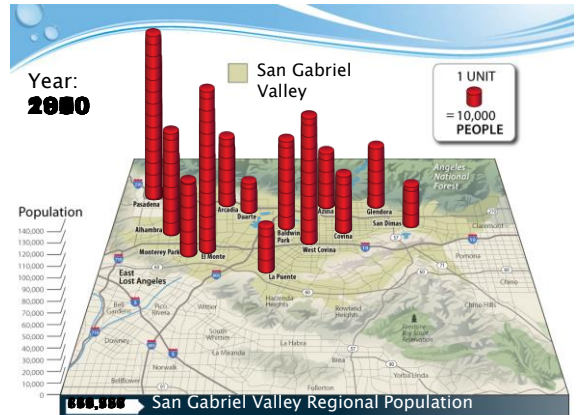 Year:
San Gabriel
Valley
1 UNIT
= 10,000
PEOPLE
Angeles
National
Forest
Pasadena
Arcadia
Duarte
Azusa
Glendora
San Dimas
Alhambra
Baldwin
Park
Covina
Claremont
Population
140,000
130,000
120,000
110,000
100,000
90,000
80,000
70,000
60,000
50,000
40,000
30,000
20,000
10,000
0
Monterey Park
El Monte
West Covina
Pomona
East
Lost Angeles
La Puente
Chino
Bell
Gardens
Pico
Rivera
Whittier
Hacienda
Heights
Rowland
Heights
Chino Hills
Downey
South
Whittier
La Mirada
La Habra
Brea
Norwalk
Yorba Linda
Bellflower
Fullerton
San Gabriel Valley Regional Population